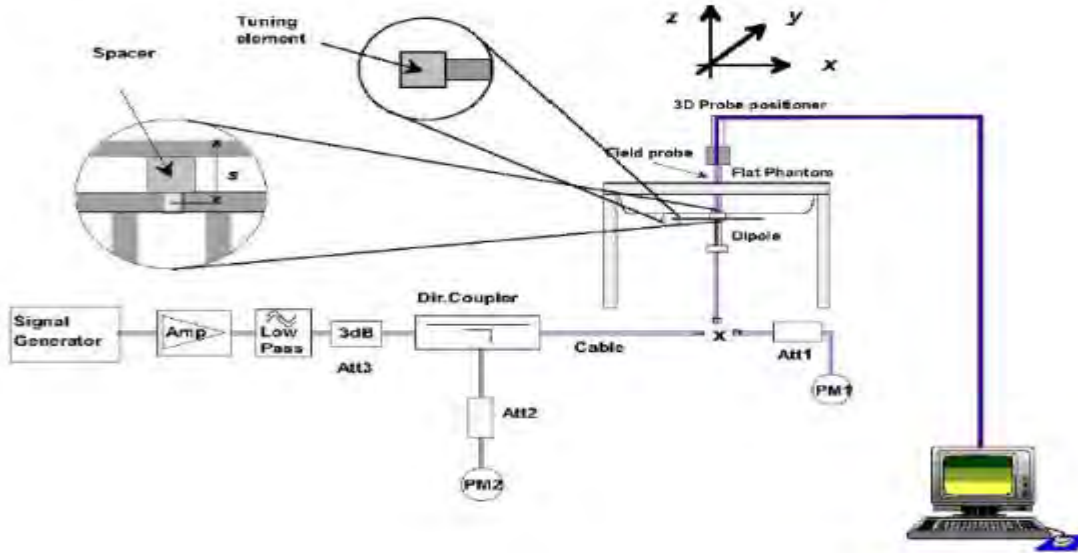 Tuning
element
Spacer
z
y
x
3D Probe positioner
Field probe
Flat Phantom
s
Dipole
Dir.Coupler
Signal
Generator
Amp
Low
Pass
3dB
Att3
Cable
x
Att1
PM1
Att2
PM2